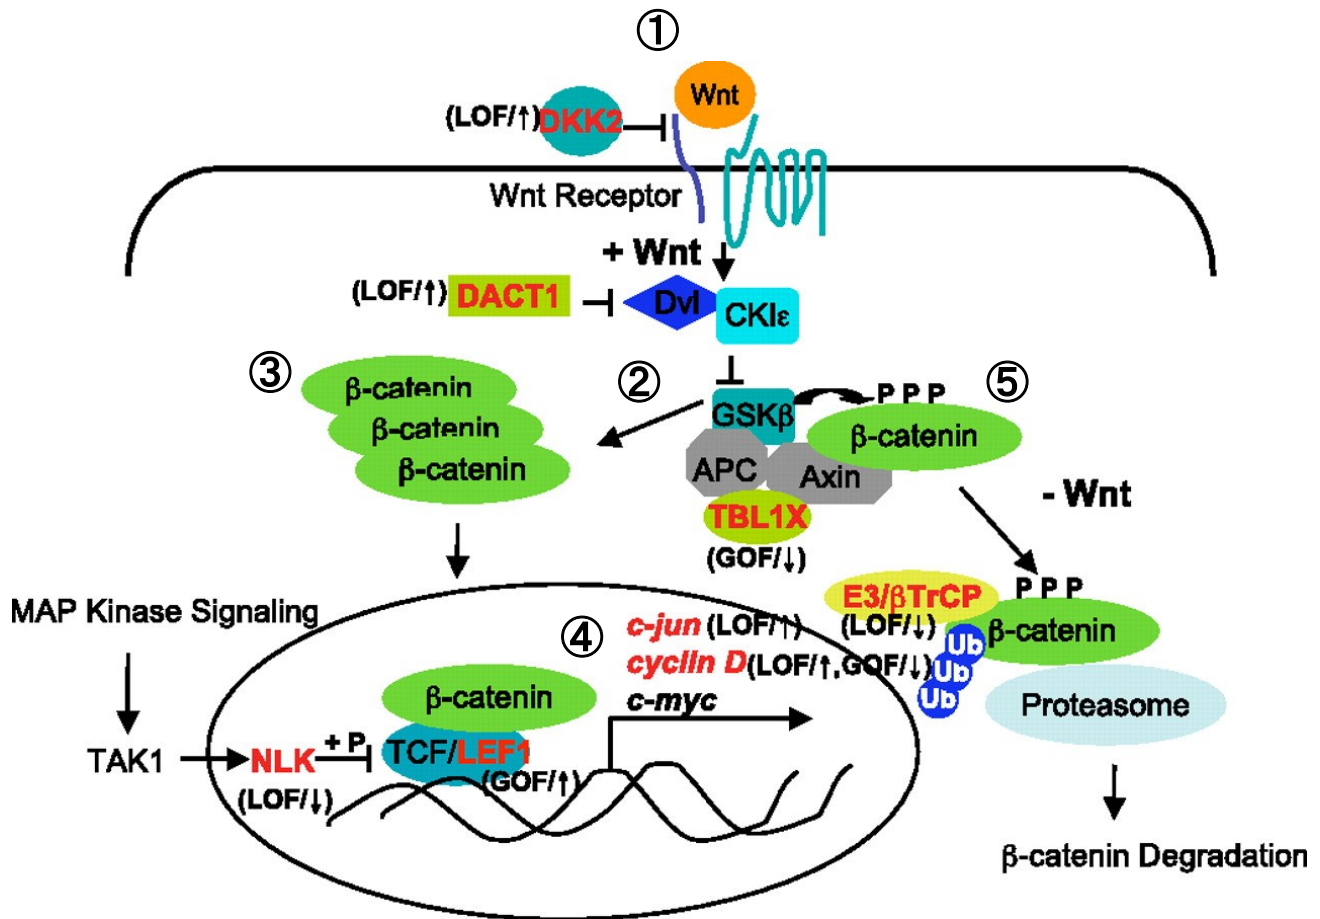 ①
Wnt
(LOF/↑) DKK2
Wnt Receptor
+ Wnt
(LOF/↑) DACT1
Dvl
CKIε
③
β-catenin
β-catenin
β-catenin
②
GSKβ
P P P
⑤
β-catenin
APC
Axin
TBL1X
(GOF/↓)
- Wnt
E3/βTrCP
(LOF/↓)
P P P
β-catenin
Ub
Ub
Ub
Proteasome
β-catenin Degradation
MAP Kinase Signaling
TAK1
NLK
(LOF/↓)
+ P
④
c-jun (LOF/↑)
cyclin D(LOF/↑,GOF/↓)
c-myc
β-catenin
TCF/LEF1
(GOF/↑)